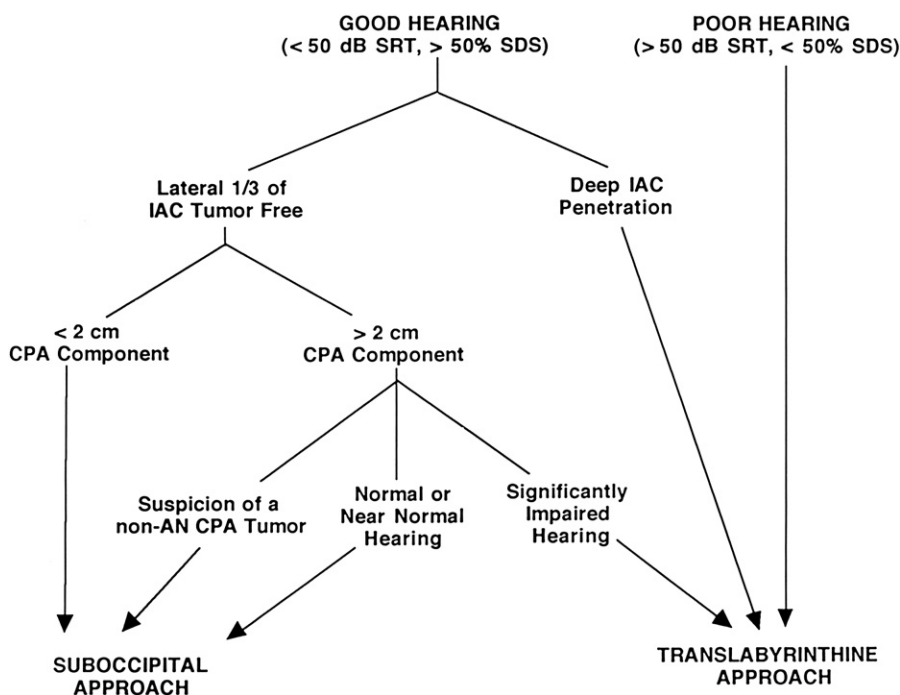 GOOD HEARING
(< 50 dB SRT, > 50% SDS)
POOR HEARING
(> 50 dB SRT, < 50% SDS)
Lateral 1/3 of
IAC Tumor Free
Deep IAC
Penetration
< 2 cm
CPA Component
> 2 cm
CPA Component
Suspicion of a
non-AN CPA Tumor
Normal or
Near Normal
Hearing
Significantly
Impaired
Hearing
SUBOCCIPITAL
APPROACH
TRANSLABYRINTHINE
APPROACH